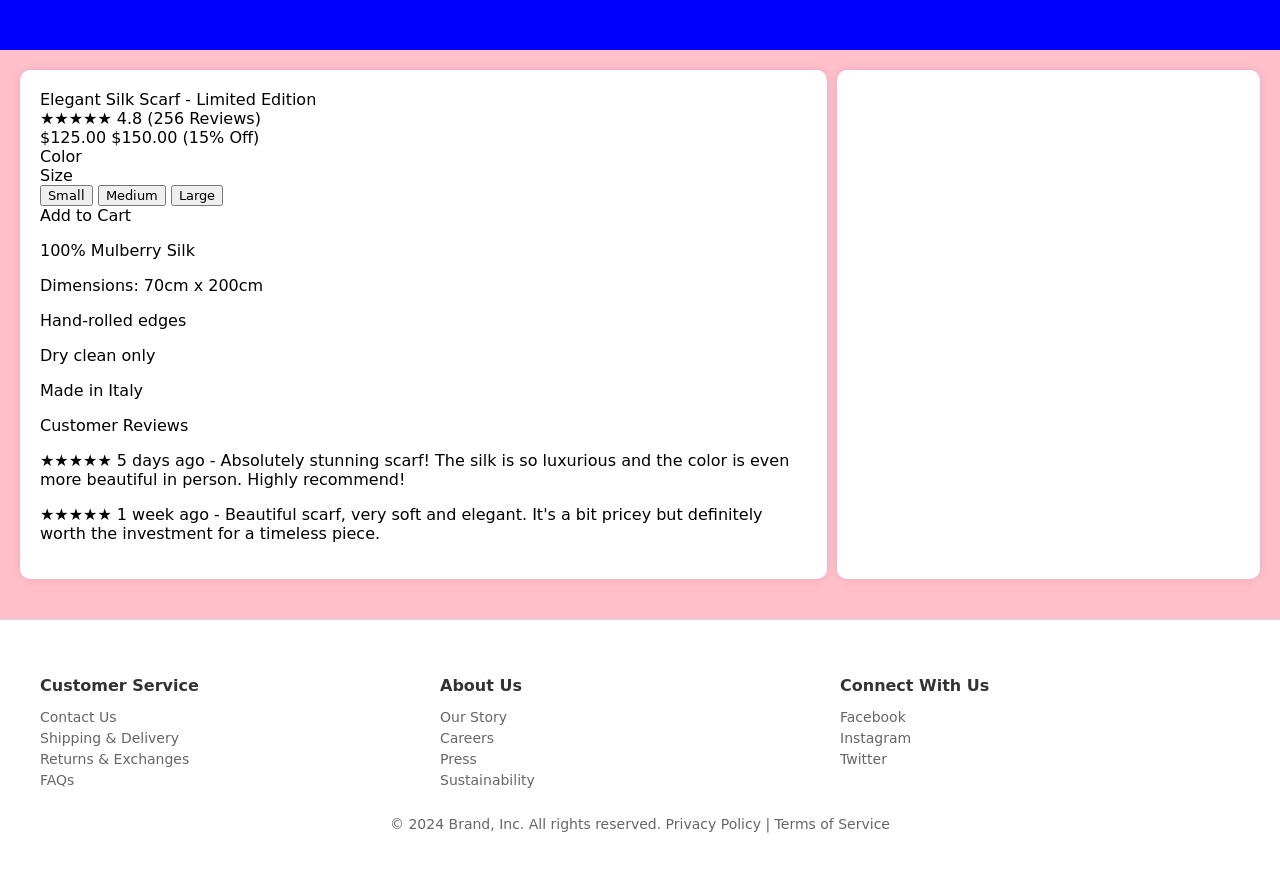 Elegant Silk Scarf - Limited Edition
★★★★★ 4.8 (256 Reviews)
$125.00 $150.00 (15% Off)
Color
Size
Small Medium Large
Add to Cart
100% Mulberry Silk
Dimensions: 70cm x 200cm
Hand-rolled edges
Dry clean only
Made in Italy
Customer Reviews
★★★★★ 5 days ago - Absolutely stunning scarf! The silk is so luxurious and the color is even
more beautiful in person. Highly recommend!
★★★★★ 1 week ago - Beautiful scarf, very soft and elegant. It's a bit pricey but definitely
worth the investment for a timeless piece.
Customer Service
Contact Us
Shipping & Delivery
Returns & Exchanges
FAQs
About Us
Our Story
Careers
Press
Sustainability
Connect With Us
Facebook
Instagram
Twitter
© 2024 Brand, Inc. All rights reserved. Privacy Policy | Terms of Service